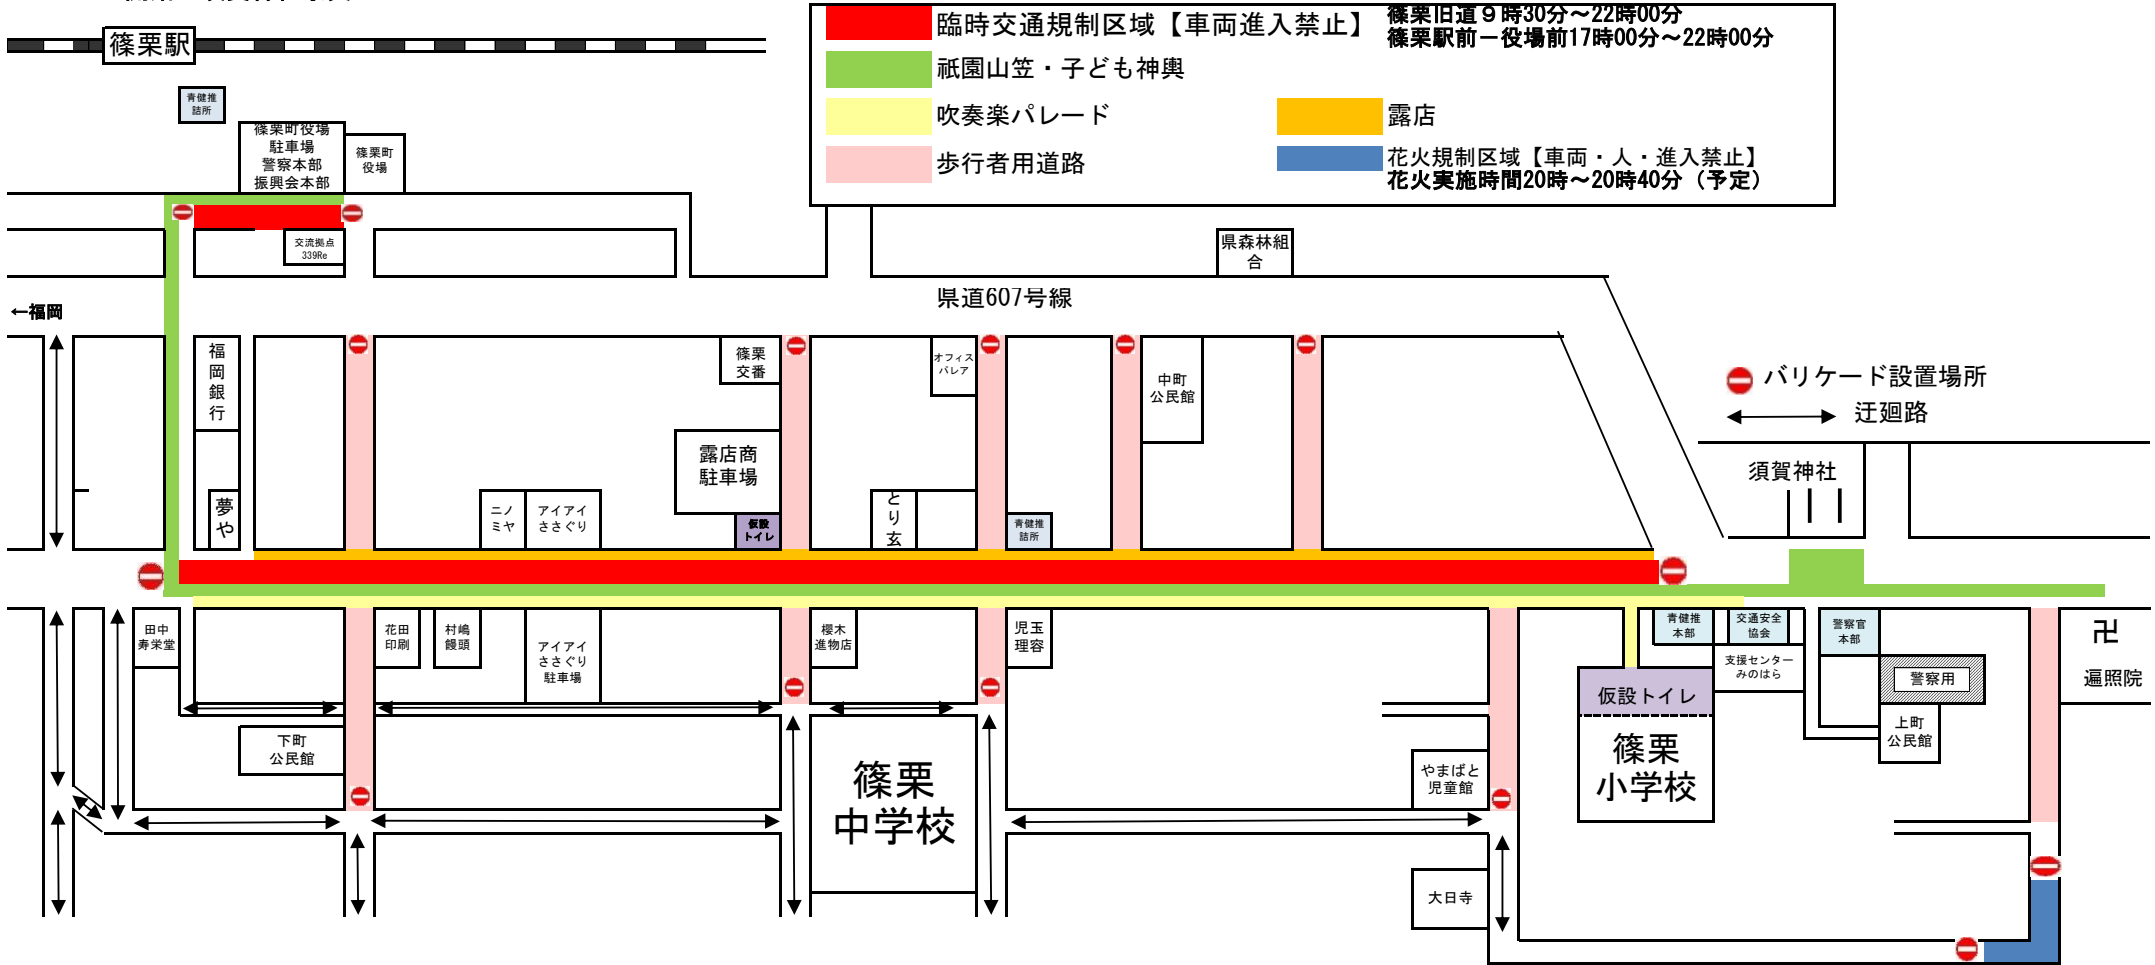 篠栗駅
臨時交通規制区域【車両進入禁止】
篠栗旧道9時30分～22時00分
篠栗駅前－役場前17時00分～22時00分
祇園山笠・子ども神輿
吹奏楽パレード
露店
歩行者用道路
花火規制区域【車両・人・進入禁止】
花火実施時間20時～20時40分（予定）
青健推
詰所
篠栗町役場
駐車場
警察本部
振興会本部
篠栗町
役場
交流拠点
339Re
県森林組
合
県道607号線
←福岡
福
岡
銀
行
夢
や
篠栗
交番
オフィス
パレア
中町
公民館
バリケード設置場所
迂廻路
露店商
駐車場
仮設
トイレ
ニノ
ミヤ
アイアイ
ささぐり
と
り
玄
青健推
詰所
須賀神社
田中
寿栄堂
花田
印刷
村嶋
饅頭
アイアイ
ささぐり
駐車場
櫻木
進物店
児玉
理容
青健推
本部
交通安全
協会
支援センター
みのはら
警察官
本部
警察用
上町
公民館
卍
遍照院
下町
公民館
篠栗
中学校
やまばと
児童館
大日寺
仮設トイレ
篠栗
小学校